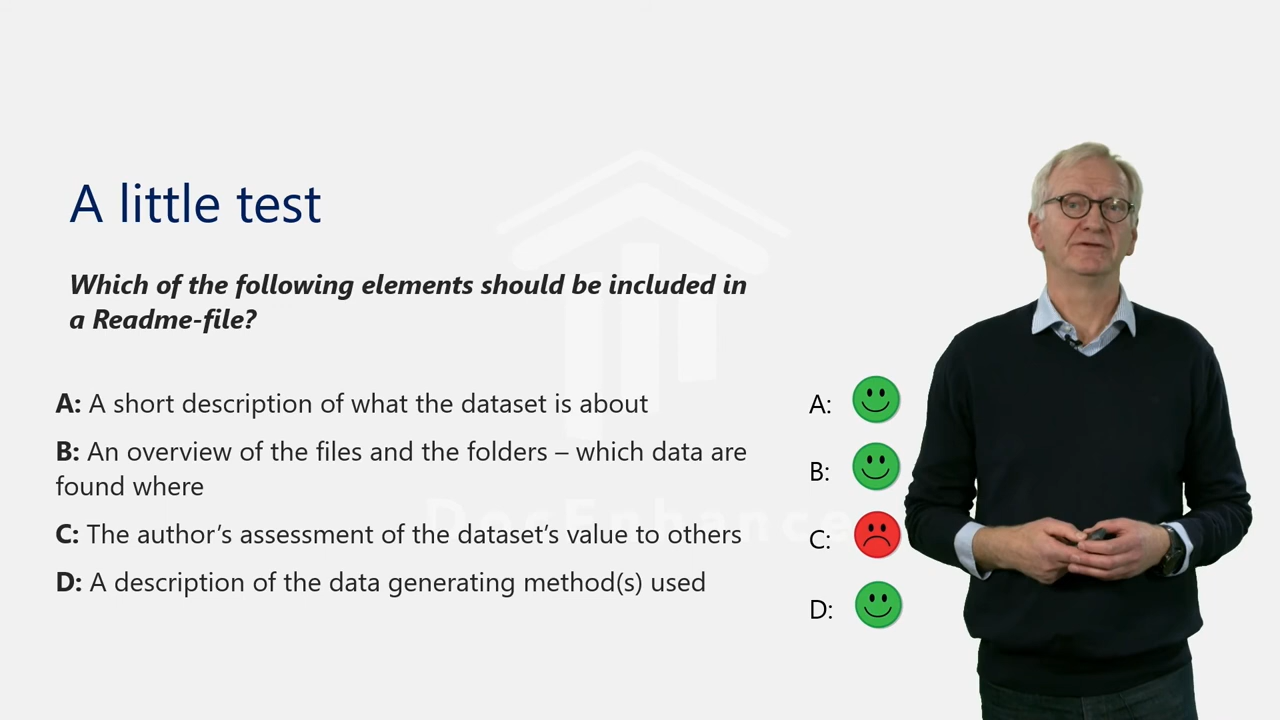 A little test
Which of the following elements should be included in
a Readme-file?
A: A short description of what the dataset is about
B: An overview of the files and the folders – which data are
found where
C: The author’s assessment of the dataset’s value to others
D: A description of the data generating method(s) used
A:
B:
C:
D:
DocEnhance